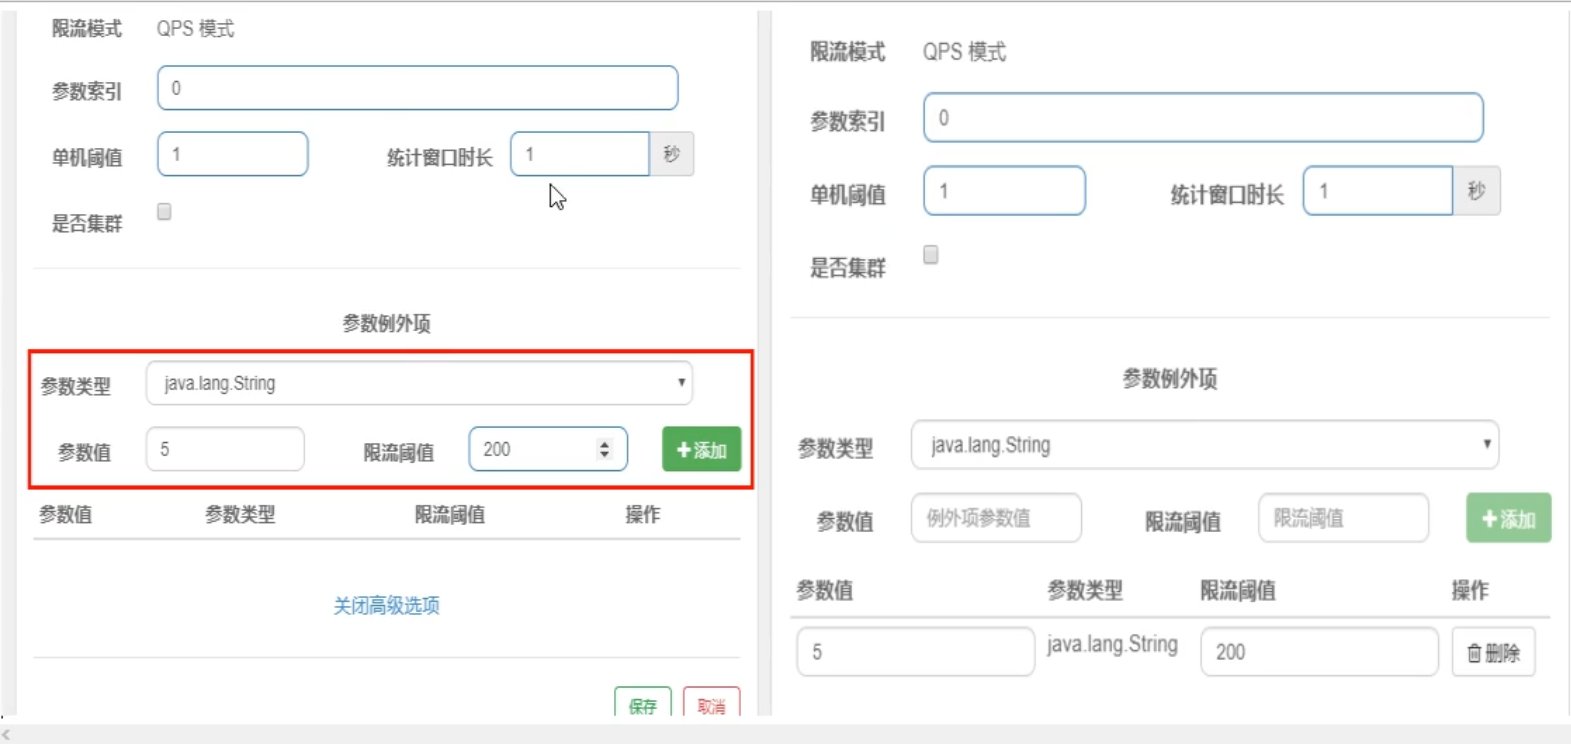 限流模式 QPS 模式
参数索引 0
单机阈值 1 统计窗口时长 1 秒
是否集群
参数例外项
参数类型 java.lang.String
参数值 5 限流阈值 200 添加
参数值 参数类型 限流阈值 操作
关闭高级选项
保存 取消
限流模式 QPS 模式
参数索引 0
单机阈值 1 统计窗口时长 1 秒
是否集群
参数例外项
参数类型 java.lang.String
参数值 例外项参数值 限流阈值 限流阈值 添加
参数值 参数类型 限流阈值 操作
5 java.lang.String 200 删除